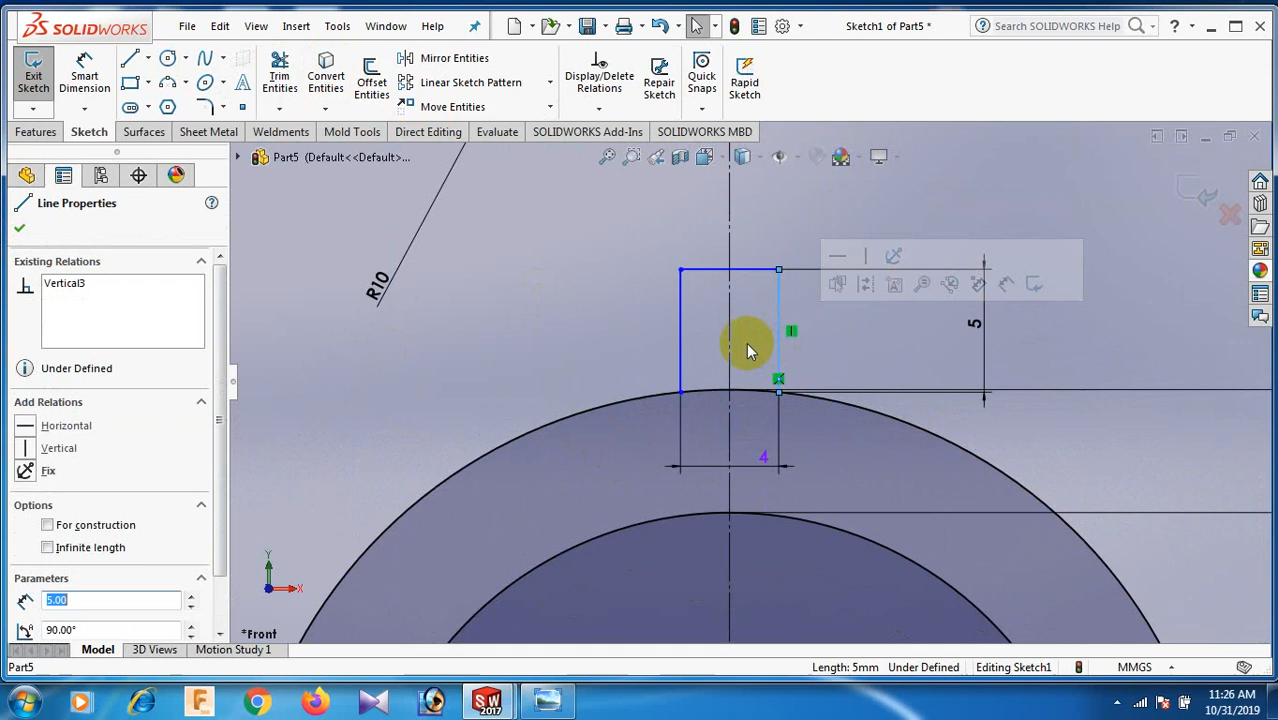 SOLIDWORKS
File Edit View Insert Tools Window Help
Sketch1 of Part5 *
Search SOLIDWORKS Help
Exit Sketch
Smart Dimension
Trim Entities
Convert Entities
Offset Entities
Mirror Entities
Linear Sketch Pattern
Move Entities
Display/Delete Relations
Repair Sketch
Quick Snaps
Rapid Sketch
Features Sketch Surfaces Sheet Metal Weldments Mold Tools Direct Editing Evaluate SOLIDWORKS Add-Ins SOLIDWORKS MBD
Part5 (Default<<Default>...
Line Properties
Existing Relations
Vertical3
Under Defined
Add Relations
Horizontal
Vertical
Fix
Options
For construction
Infinite length
Parameters
5.00
90.00°
R10
5
4
Y
X
*Front
Model 3D Views Motion Study 1
Part5
Length: 5mm Under Defined Editing Sketch1 MMGS
SW 2017
11:26 AM
10/31/2019